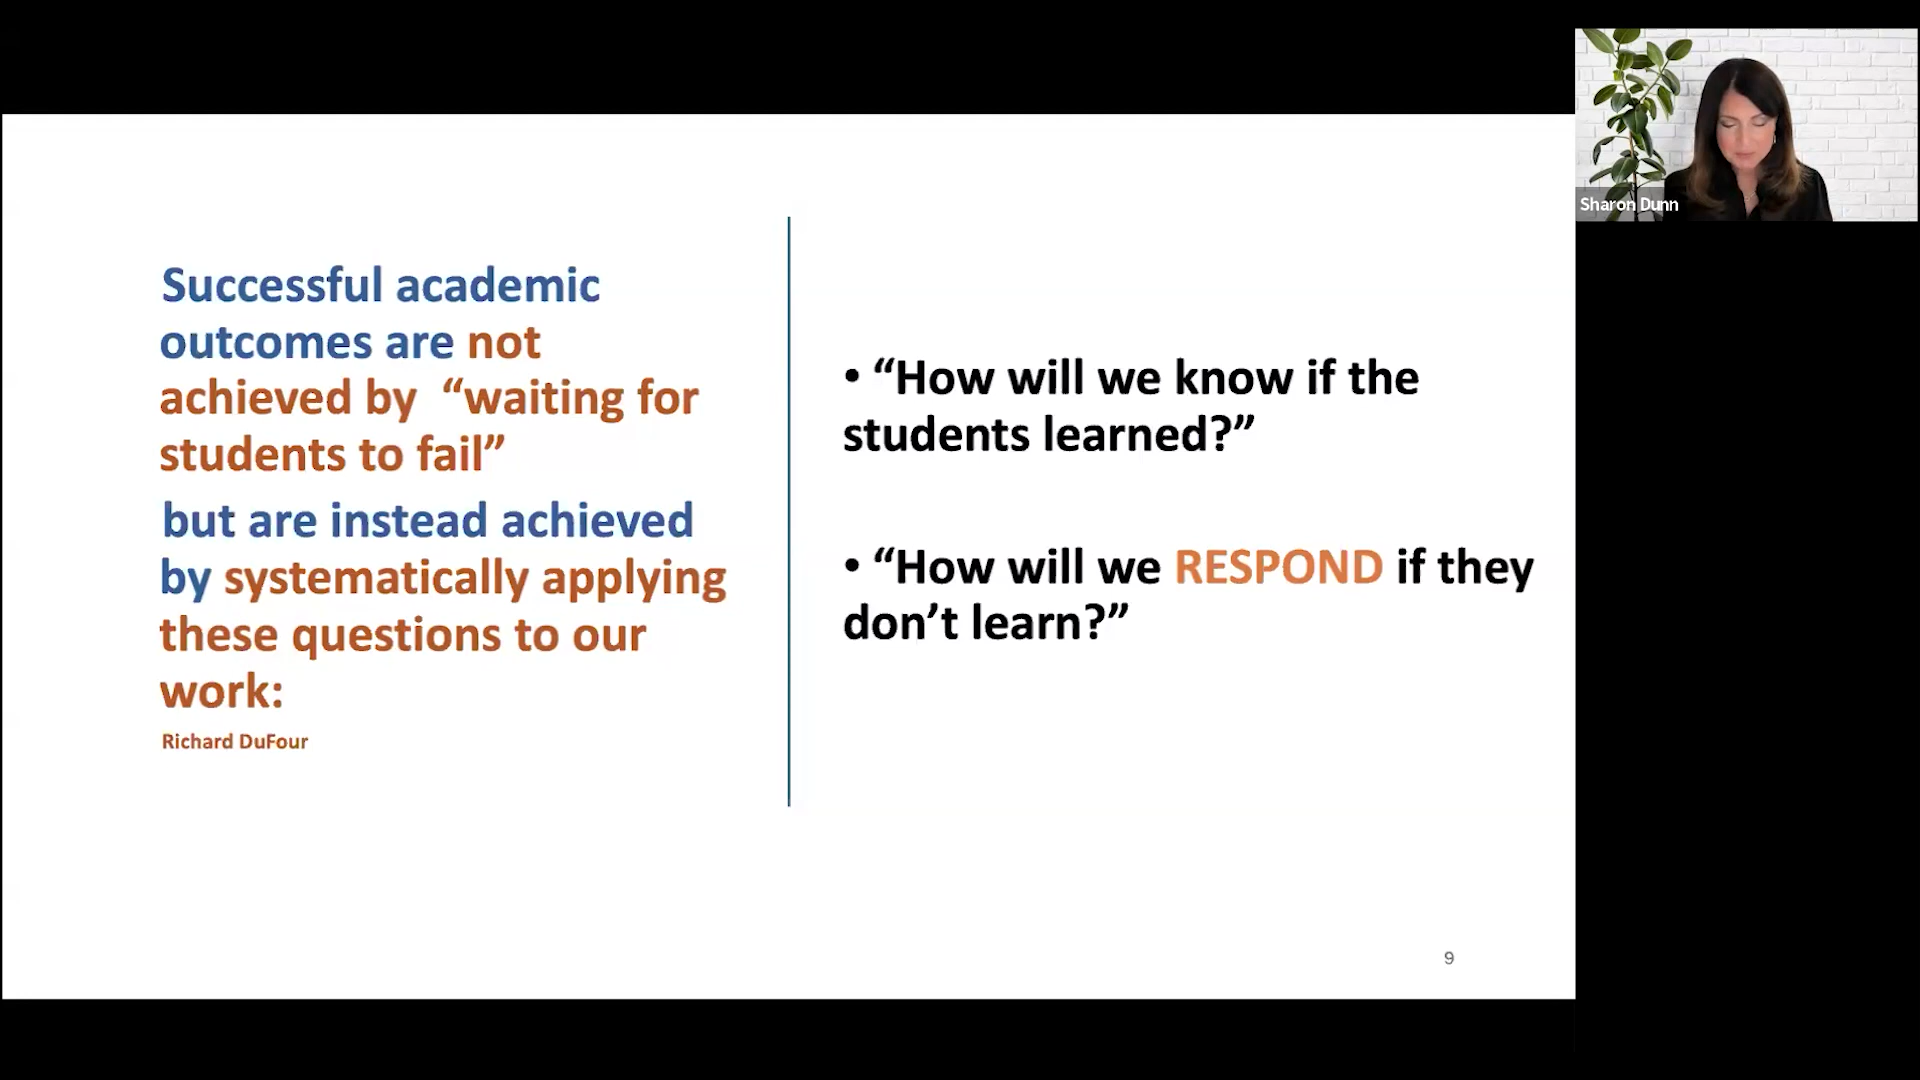 Successful academic
outcomes are not
achieved by “waiting for
students to fail”
but are instead achieved
by systematically applying
these questions to our
work:
Richard DuFour
• “How will we know if the
students learned?”
• “How will we RESPOND if they
don’t learn?”
9
Sharon Dunn